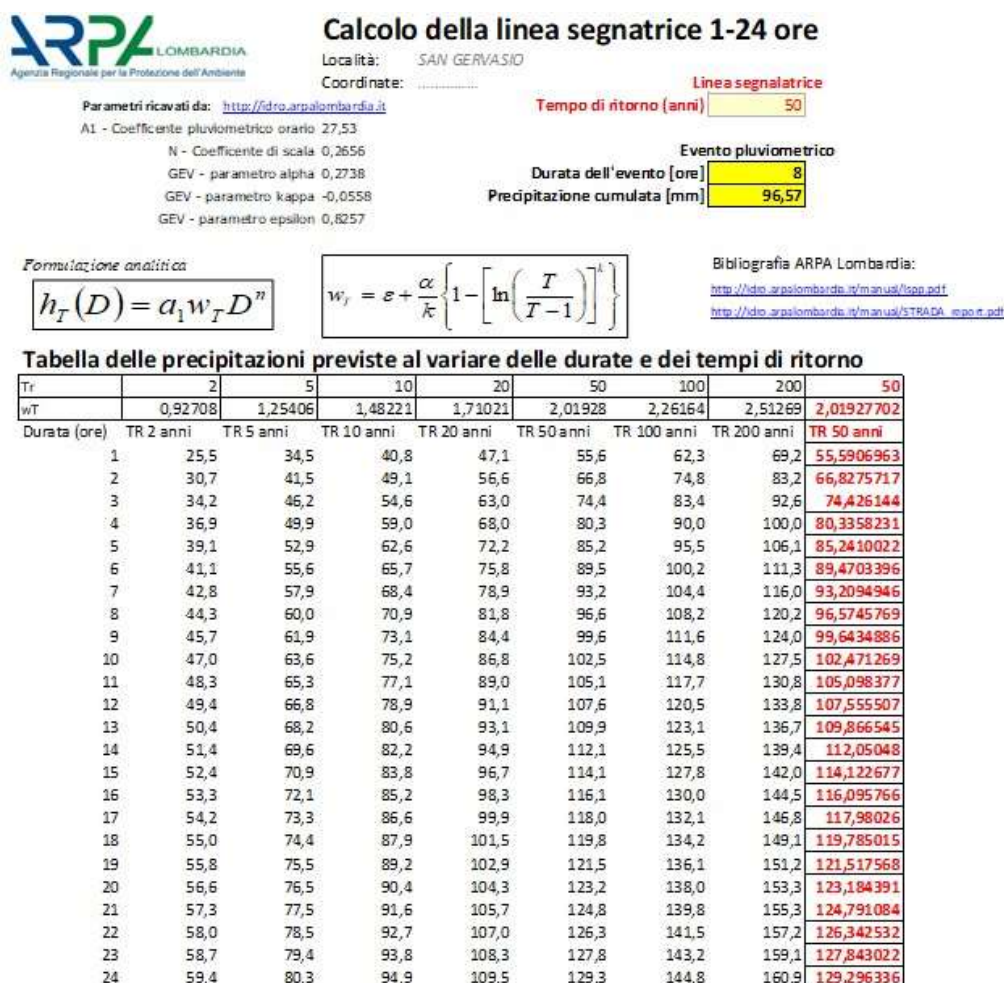 ARPA LOMBARDIA
Agenzia Regionale per la Protezione dell'Ambiente
Calcolo della linea segnatrice 1-24 ore
Località: SAN GERVASIO
Coordinate: ................
Linea segnalatrice
Parametri ricavati da: http://idro.arpalombardia.it
Tempo di ritorno (anni) 50
A1 - Coefficente pluviometrico orario 27,53
N - Coefficente di scala 0,2656
Evento pluviometrico
GEV - parametro alpha 0,2738
Durata dell'evento [ore] 8
GEV - parametro kappa -0,0558
Precipitazione cumulata [mm] 96,57
GEV - parametro epsilon 0,8257
Formulazione analitica
h_T(D) = a_1 w_T D^n
w_T = ε + α/k {1 − [ln(T/(T−1))]^k}
Bibliografia ARPA Lombardia:
http://idro.arpalombardia.it/manual/lspp.pdf
http://idro.arpalombardia.it/manual/STRADA_report.pdf
Tabella delle precipitazioni previste al variare delle durate e dei tempi di ritorno
Tr 2 5 10 20 50 100 200 50
wT 0,92708 1,25406 1,48221 1,71021 2,01928 2,26164 2,51269 2,01927702
Durata (ore) TR 2 anni TR 5 anni TR 10 anni TR 20 anni TR 50 anni TR 100 anni TR 200 anni TR 50 anni
1 25,5 34,5 40,8 47,1 55,6 62,3 69,2 55,5906963
2 30,7 41,5 49,1 56,6 66,8 74,8 83,2 66,8275717
3 34,2 46,2 54,6 63,0 74,4 83,4 92,6 74,426144
4 36,9 49,9 59,0 68,0 80,3 90,0 100,0 80,3358231
5 39,1 52,9 62,6 72,2 85,2 95,5 106,1 85,2410022
6 41,1 55,6 65,7 75,8 89,5 100,2 111,3 89,4703396
7 42,8 57,9 68,4 78,9 93,2 104,4 116,0 93,2094946
8 44,3 60,0 70,9 81,8 96,6 108,2 120,2 96,5745769
9 45,7 61,9 73,1 84,4 99,6 111,6 124,0 99,6434886
10 47,0 63,6 75,2 86,8 102,5 114,8 127,5 102,471269
11 48,3 65,3 77,1 89,0 105,1 117,7 130,8 105,098377
12 49,4 66,8 78,9 91,1 107,6 120,5 133,8 107,555507
13 50,4 68,2 80,6 93,1 109,9 123,1 136,7 109,866545
14 51,4 69,6 82,2 94,9 112,1 125,5 139,4 112,05048
15 52,4 70,9 83,8 96,7 114,1 127,8 142,0 114,122677
16 53,3 72,1 85,2 98,3 116,1 130,0 144,5 116,095766
17 54,2 73,3 86,6 99,9 118,0 132,1 146,8 117,98026
18 55,0 74,4 87,9 101,5 119,8 134,2 149,1 119,785015
19 55,8 75,5 89,2 102,9 121,5 136,1 151,2 121,517568
20 56,6 76,5 90,4 104,3 123,2 138,0 153,3 123,184391
21 57,3 77,5 91,6 105,7 124,8 139,8 155,3 124,791084
22 58,0 78,5 92,7 107,0 126,3 141,5 157,2 126,342532
23 58,7 79,4 93,8 108,3 127,8 143,2 159,1 127,843022
24 59,4 80,3 94,9 109,5 129,3 144,8 160,9 129,296336